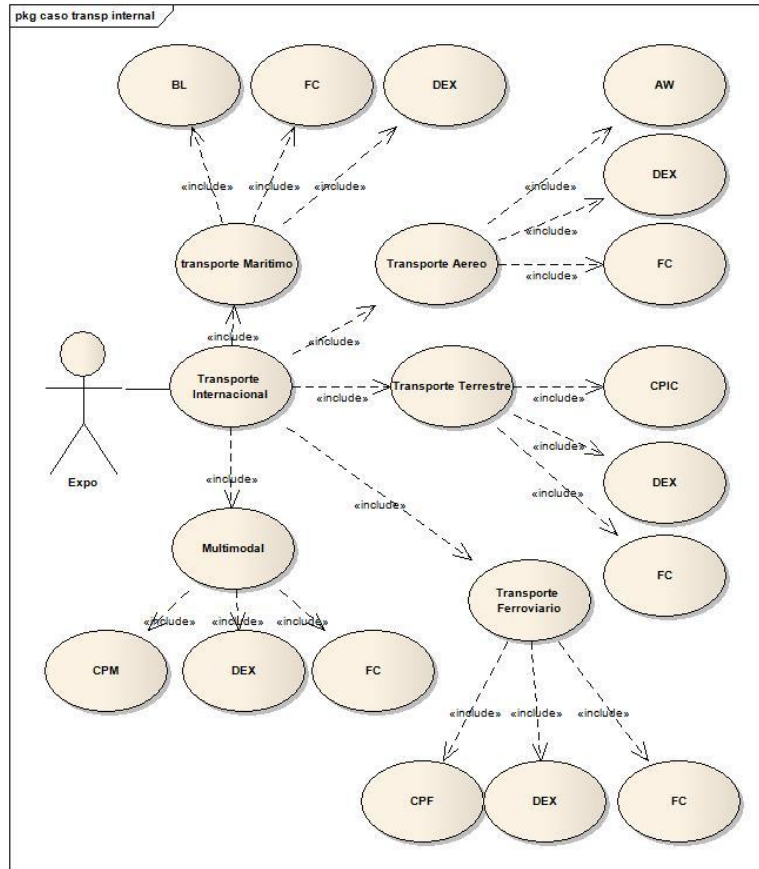 pkg caso transp internal
BL
FC
DEX
AW
DEX
«include»
«include»
«include»
«include»
«include»
transporte Maritimo
Transporte Aereo
FC
«include»
«include»
«include»
Transporte
Internacional
Transporte Terrestre
CPIC
«include»
«include»
«include»
DEX
Expo
«include»
«include»
«include»
Multimodal
FC
Transporte
Ferroviario
«include»
«include»
«include»
CPM
DEX
FC
«include»
«include»
«include»
CPF
DEX
FC